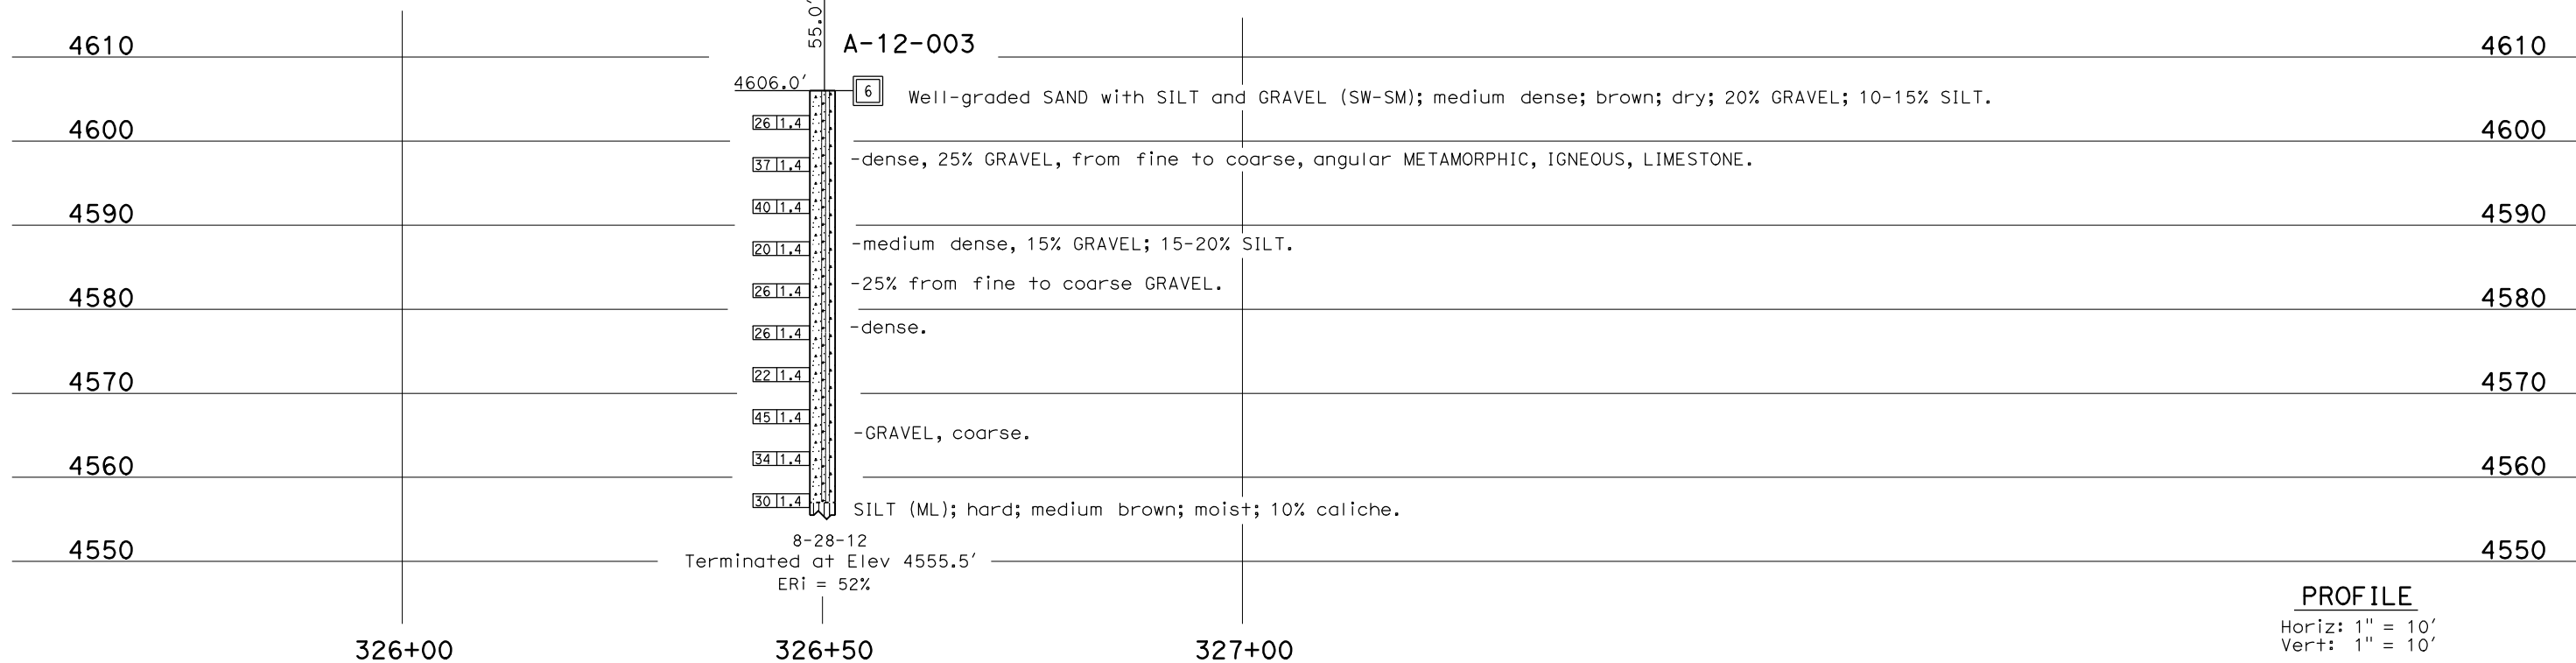 55.0'
A-12-003
4610 4610
4606.0'
6
Well-graded SAND with SILT and GRAVEL (SW-SM); medium dense; brown; dry; 20% GRAVEL; 10-15% SILT.
26 1.4
4600 4600
37 1.4
-dense, 25% GRAVEL, from fine to coarse, angular METAMORPHIC, IGNEOUS, LIMESTONE.
40 1.4
4590 4590
20 1.4
-medium dense, 15% GRAVEL; 15-20% SILT.
26 1.4
-25% from fine to coarse GRAVEL.
4580 4580
26 1.4
-dense.
22 1.4
4570 4570
45 1.4
-GRAVEL, coarse.
34 1.4
4560 4560
30 1.4
SILT (ML); hard; medium brown; moist; 10% caliche.
8-28-12
4550 4550
Terminated at Elev 4555.5'
ERi = 52%
PROFILE
Horiz: 1" = 10'
Vert: 1" = 10'
326+00 326+50 327+00